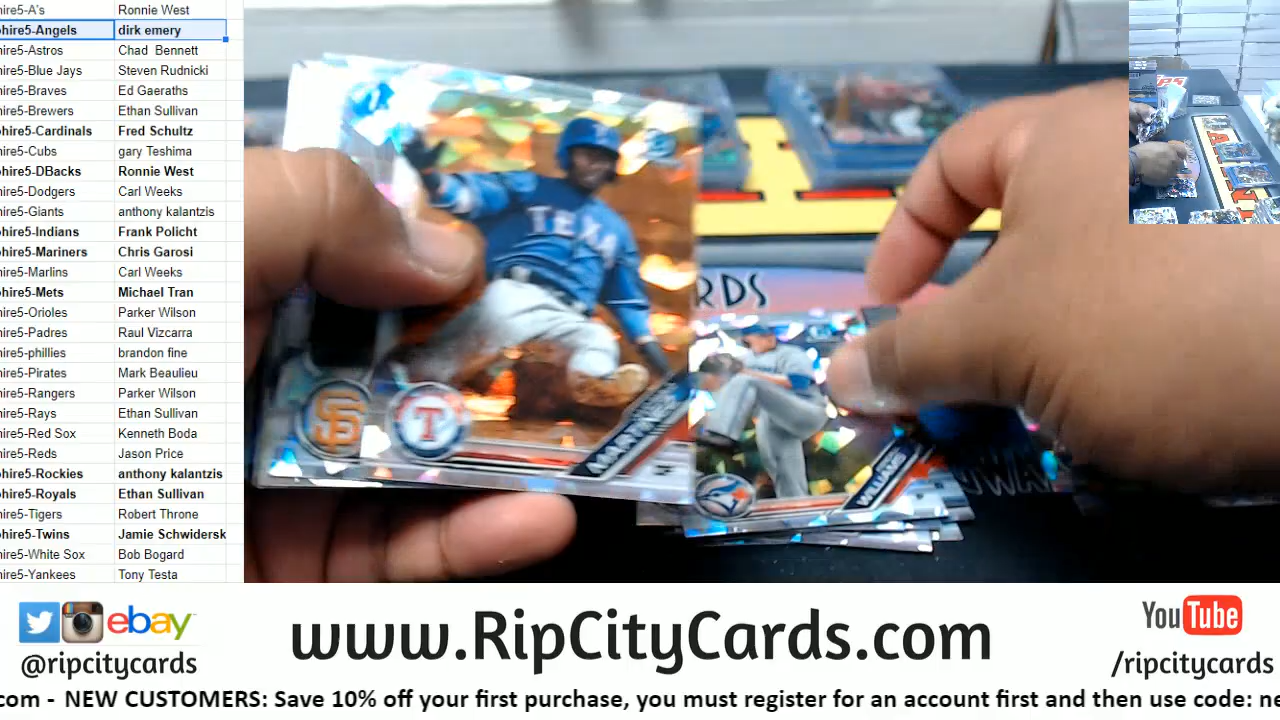 hire5-A's Ronnie West
hire5-Angels dirk emery
hire5-Astros Chad Bennett
hire5-Blue Jays Steven Rudnicki
hire5-Braves Ed Gaeraths
hire5-Brewers Ethan Sullivan
hire5-Cardinals Fred Schultz
hire5-Cubs gary Teshima
hire5-DBacks Ronnie West
hire5-Dodgers Carl Weeks
hire5-Giants anthony kalantzis
hire5-Indians Frank Policht
hire5-Mariners Chris Garosi
hire5-Marlins Carl Weeks
hire5-Mets Michael Tran
hire5-Orioles Parker Wilson
hire5-Padres Raul Vizcarra
hire5-phillies brandon fine
hire5-Pirates Mark Beaulieu
hire5-Rangers Parker Wilson
hire5-Rays Ethan Sullivan
hire5-Red Sox Kenneth Boda
hire5-Reds Jason Price
hire5-Rockies anthony kalantzis
hire5-Royals Ethan Sullivan
hire5-Tigers Robert Throne
hire5-Twins Jamie Schwidersk
hire5-White Sox Bob Bogard
hire5-Yankees Tony Testa
TEXA
RDS
SF
T
ebay
@ripcitycards
www.RipCityCards.com
YouTube
/ripcitycards
com - NEW CUSTOMERS: Save 10% off your first purchase, you must register for an account first and then use code: ne